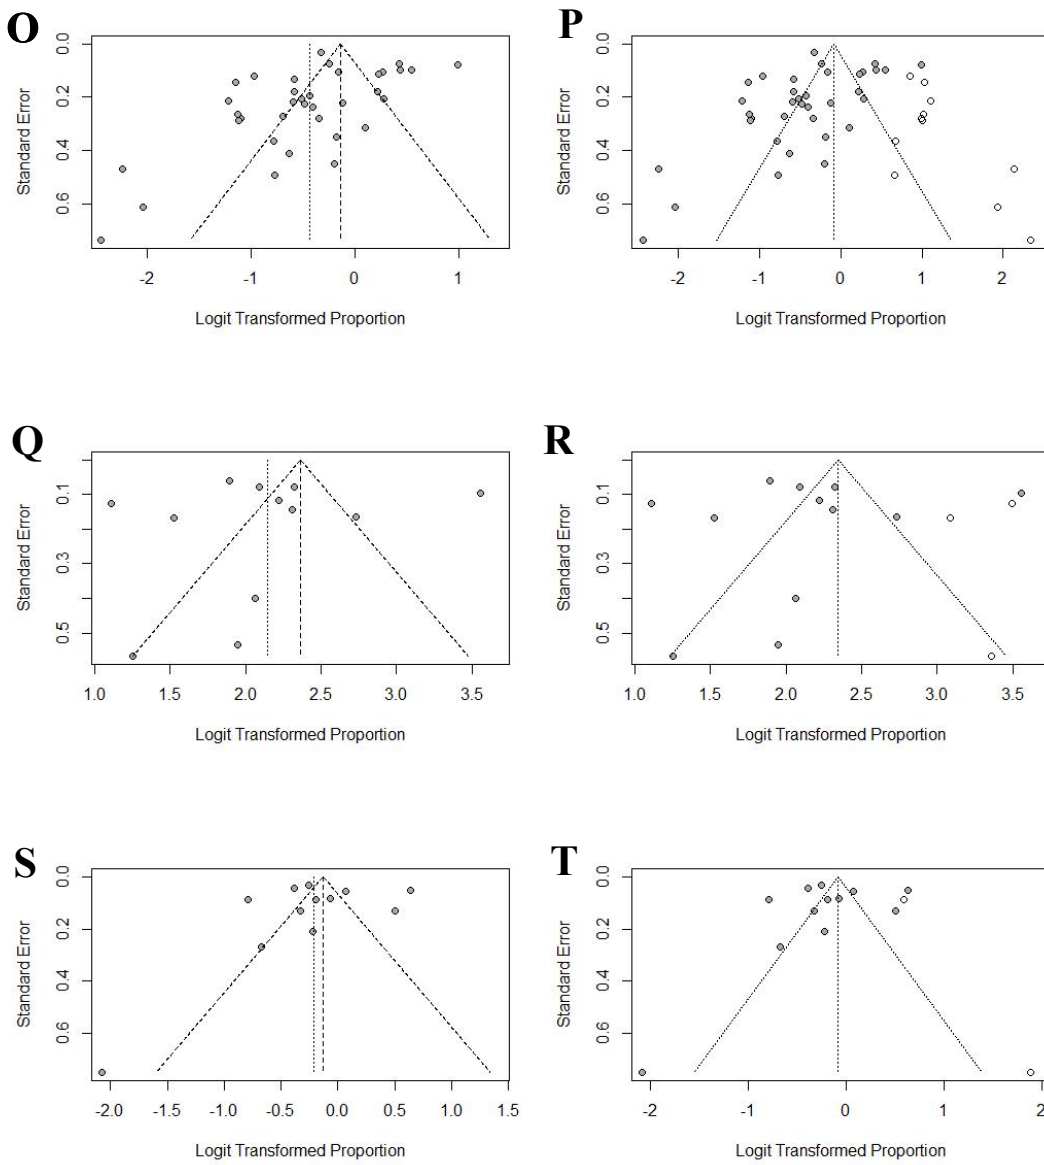 O
0.0
0.2
0.4
0.6
Standard Error
-2 -1 0 1
Logit Transformed Proportion
P
0.0
0.2
0.4
0.6
Standard Error
-2 -1 0 1 2
Logit Transformed Proportion
Q
0.1
0.3
0.5
Standard Error
1.0 1.5 2.0 2.5 3.0 3.5
Logit Transformed Proportion
R
0.1
0.3
0.5
Standard Error
1.0 1.5 2.0 2.5 3.0 3.5
Logit Transformed Proportion
S
0.0
0.2
0.4
0.6
Standard Error
-2.0 -1.5 -1.0 -0.5 0.0 0.5 1.0 1.5
Logit Transformed Proportion
T
0.0
0.2
0.4
0.6
Standard Error
-2 -1 0 1 2
Logit Transformed Proportion